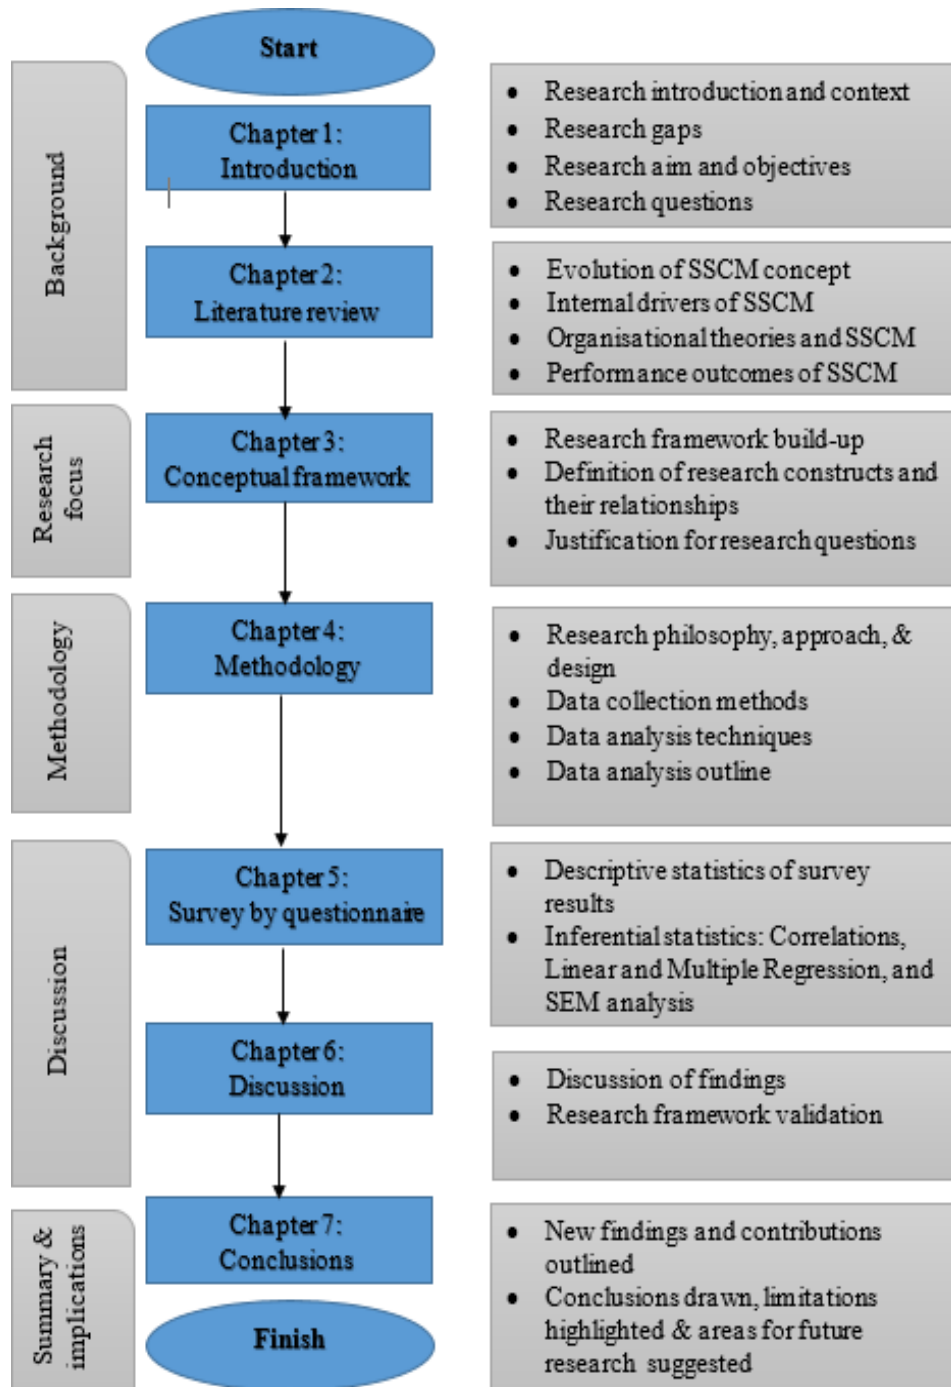 Start
Background
Chapter 1:
Introduction
• Research introduction and context
• Research gaps
• Research aim and objectives
• Research questions
Chapter 2:
Literature review
• Evolution of SSCM concept
• Internal drivers of SSCM
• Organisational theories and SSCM
• Performance outcomes of SSCM
Research
focus
Chapter 3:
Conceptual framework
• Research framework build-up
• Definition of research constructs and
their relationships
• Justification for research questions
Methodology
Chapter 4:
Methodology
• Research philosophy, approach, &
design
• Data collection methods
• Data analysis techniques
• Data analysis outline
Discussion
Chapter 5:
Survey by questionnaire
• Descriptive statistics of survey
results
• Inferential statistics: Correlations,
Linear and Multiple Regression, and
SEM analysis
Chapter 6:
Discussion
• Discussion of findings
• Research framework validation
Summary &
implications
Chapter 7:
Conclusions
• New findings and contributions
outlined
• Conclusions drawn, limitations
highlighted & areas for future
research suggested
Finish